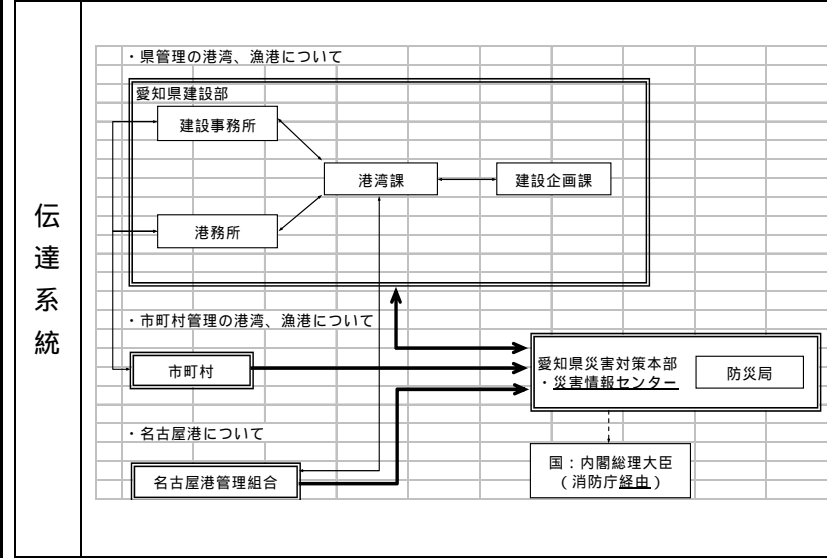 伝達系統
・県管理の港湾、漁港について
愛知県建設部
建設事務所
港湾課
建設企画課
港務所
・市町村管理の港湾、漁港について
市町村
愛知県災害対策本部
・災害情報センター
防災局
・名古屋港について
名古屋港管理組合
国：内閣総理大臣
（消防庁経由）